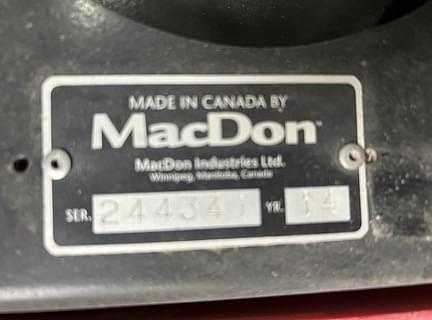 MADE IN CANADA BY
MacDon
MacDon Industries Ltd.
Winnipeg, Manitoba, Canada
SER. 244341 YR. 14